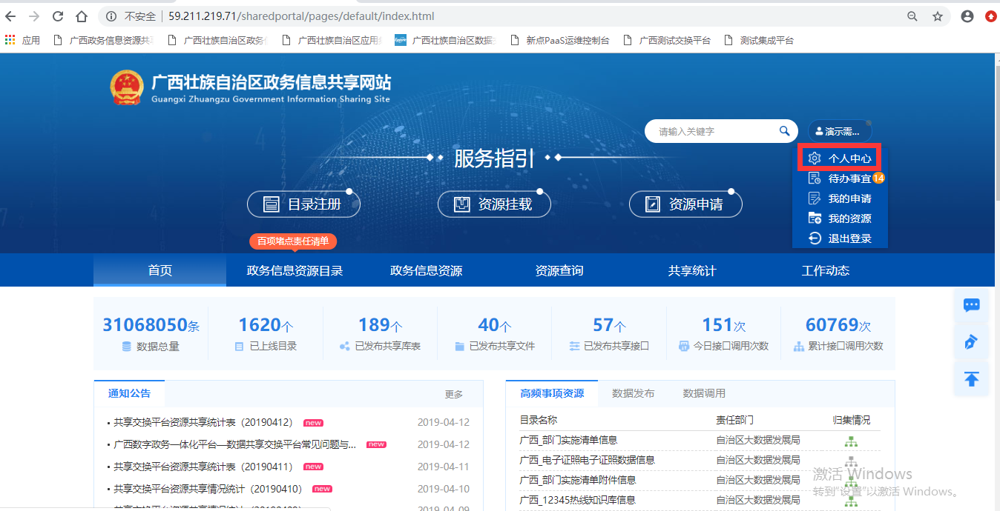 不安全 59.211.219.71/sharedportal/pages/default/index.html
应用 广西政务信息资源共享 广西壮族自治区政务 广西壮族自治区应用 广西壮族自治区数据 新点PaaS运维控制台 广西测试交换平台 测试集成平台
广西壮族自治区政务信息共享网站
Guangxi Zhuangzu Government Information Sharing Site
请输入关键字 演示需...
个人中心
待办事宜 14
我的申请
我的资源
退出登录
服务指引
目录注册 资源挂载 资源申请
百项堵点责任清单
首页 政务信息资源目录 政务信息资源 资源查询 共享统计 工作动态
31068050条 1620个 189个 40个 57个 151次 60769次
数据总量 已上线目录 已发布共享库表 已发布共享文件 已发布共享接口 今日接口调用次数 累计接口调用次数
通知公告 更多
共享交换平台资源共享统计表（20190412） new 2019-04-12
广西数字政务一体化平台—数据共享交换平台常见问题与... new 2019-04-12
共享交换平台资源共享统计表（20190411） new 2019-04-11
共享交换平台资源共享情况统计（20190410） new 2019-04-10
2019-04-09
高频事项资源 数据发布 数据调用
目录名称 责任部门 归集情况
广西_部门实施清单信息 自治区大数据发展局
广西_电子证照电子证照数据信息 自治区大数据发展局
广西_部门实施清单附件信息 自治区大数据发展局
广西_12345热线知识库信息 自治区大数据发展局
激活 Windows
转到"设置"以激活 Windows。